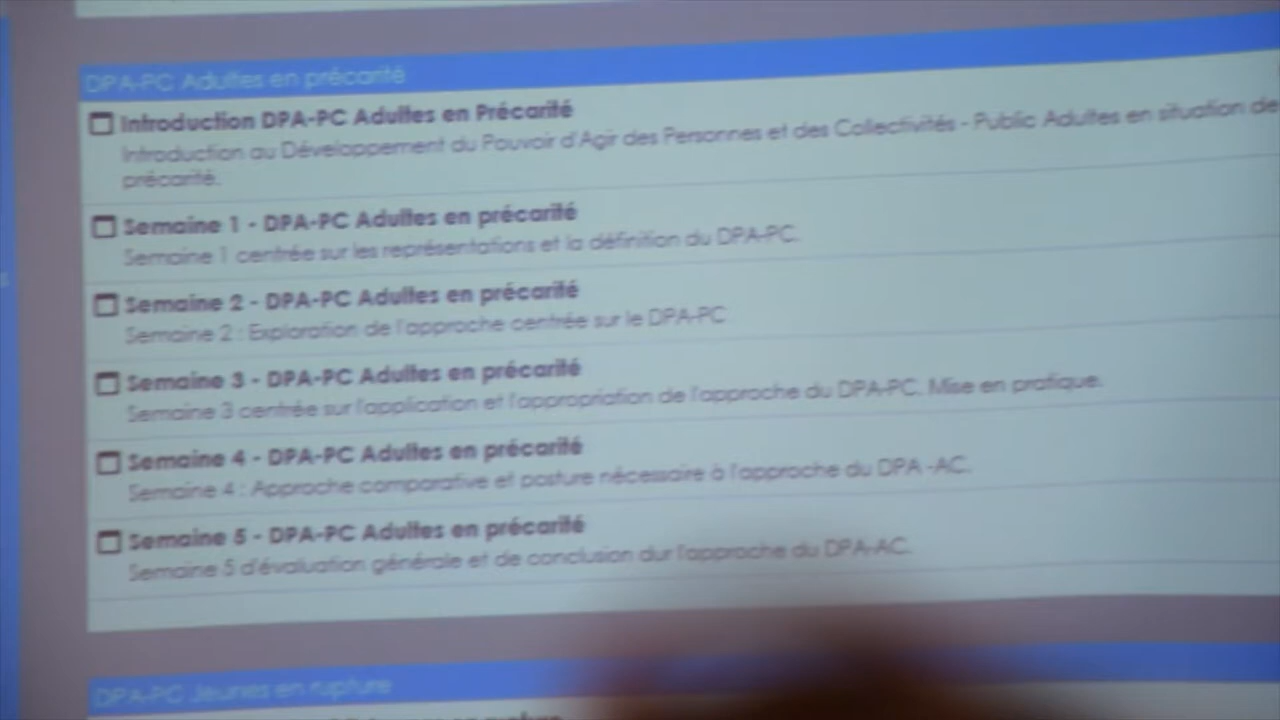 DPA-PC Adultes en précarité
Introduction DPA-PC Adultes en Précarité
Introduction au Développement du Pouvoir d'Agir des Personnes et des Collectivités - Public Adultes en situation de
précarité.
Semaine 1 - DPA-PC Adultes en précarité
Semaine 1 centrée sur les représentations et la définition du DPA-PC.
Semaine 2 - DPA-PC Adultes en précarité
Semaine 2 : Exploration de l'approche centrée sur le DPA-PC
Semaine 3 - DPA-PC Adultes en précarité
Semaine 3 centrée sur l'application et l'appropriation de l'approche du DPA-PC. Mise en pratique.
Semaine 4 - DPA-PC Adultes en précarité
Semaine 4 : Approche comparative et posture nécessaire à l'approche du DPA -AC.
Semaine 5 - DPA-PC Adultes en précarité
Semaine 5 d'évaluation générale et de conclusion dur l'approche du DPA-AC.
DPA-PC Jeunes en rupture